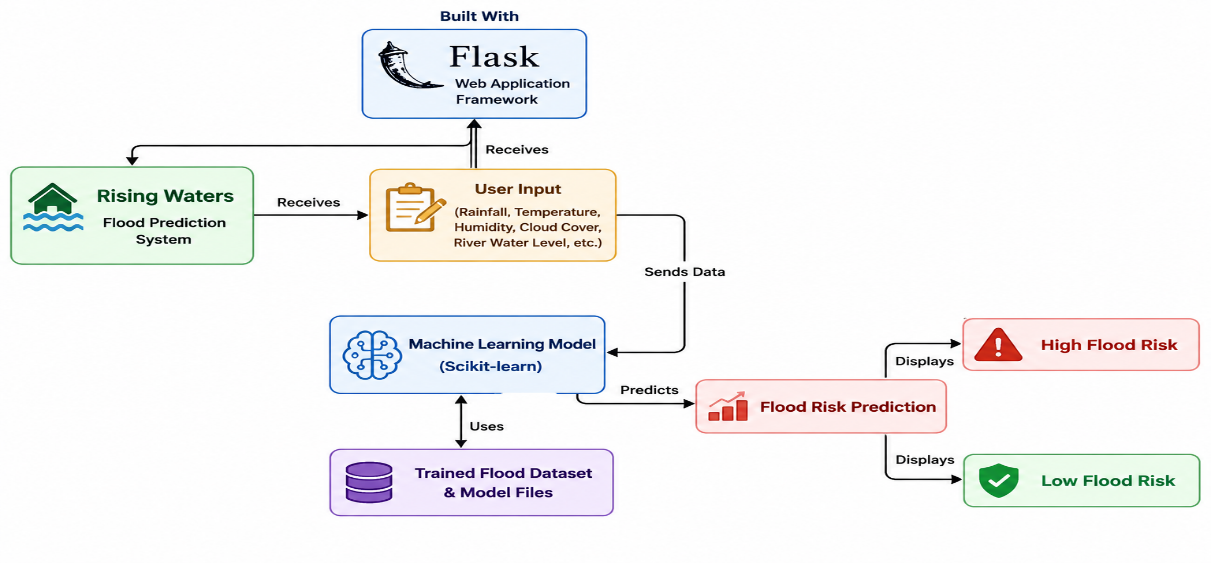 Built With
Flask
Web Application
Framework
Receives
Rising Waters
Flood Prediction
System
Receives
User Input
(Rainfall, Temperature,
Humidity, Cloud Cover,
River Water Level, etc.)
Sends Data
Machine Learning Model
(Scikit-learn)
Predicts
Uses
Trained Flood Dataset
& Model Files
Flood Risk Prediction
Displays
High Flood Risk
Displays
Low Flood Risk